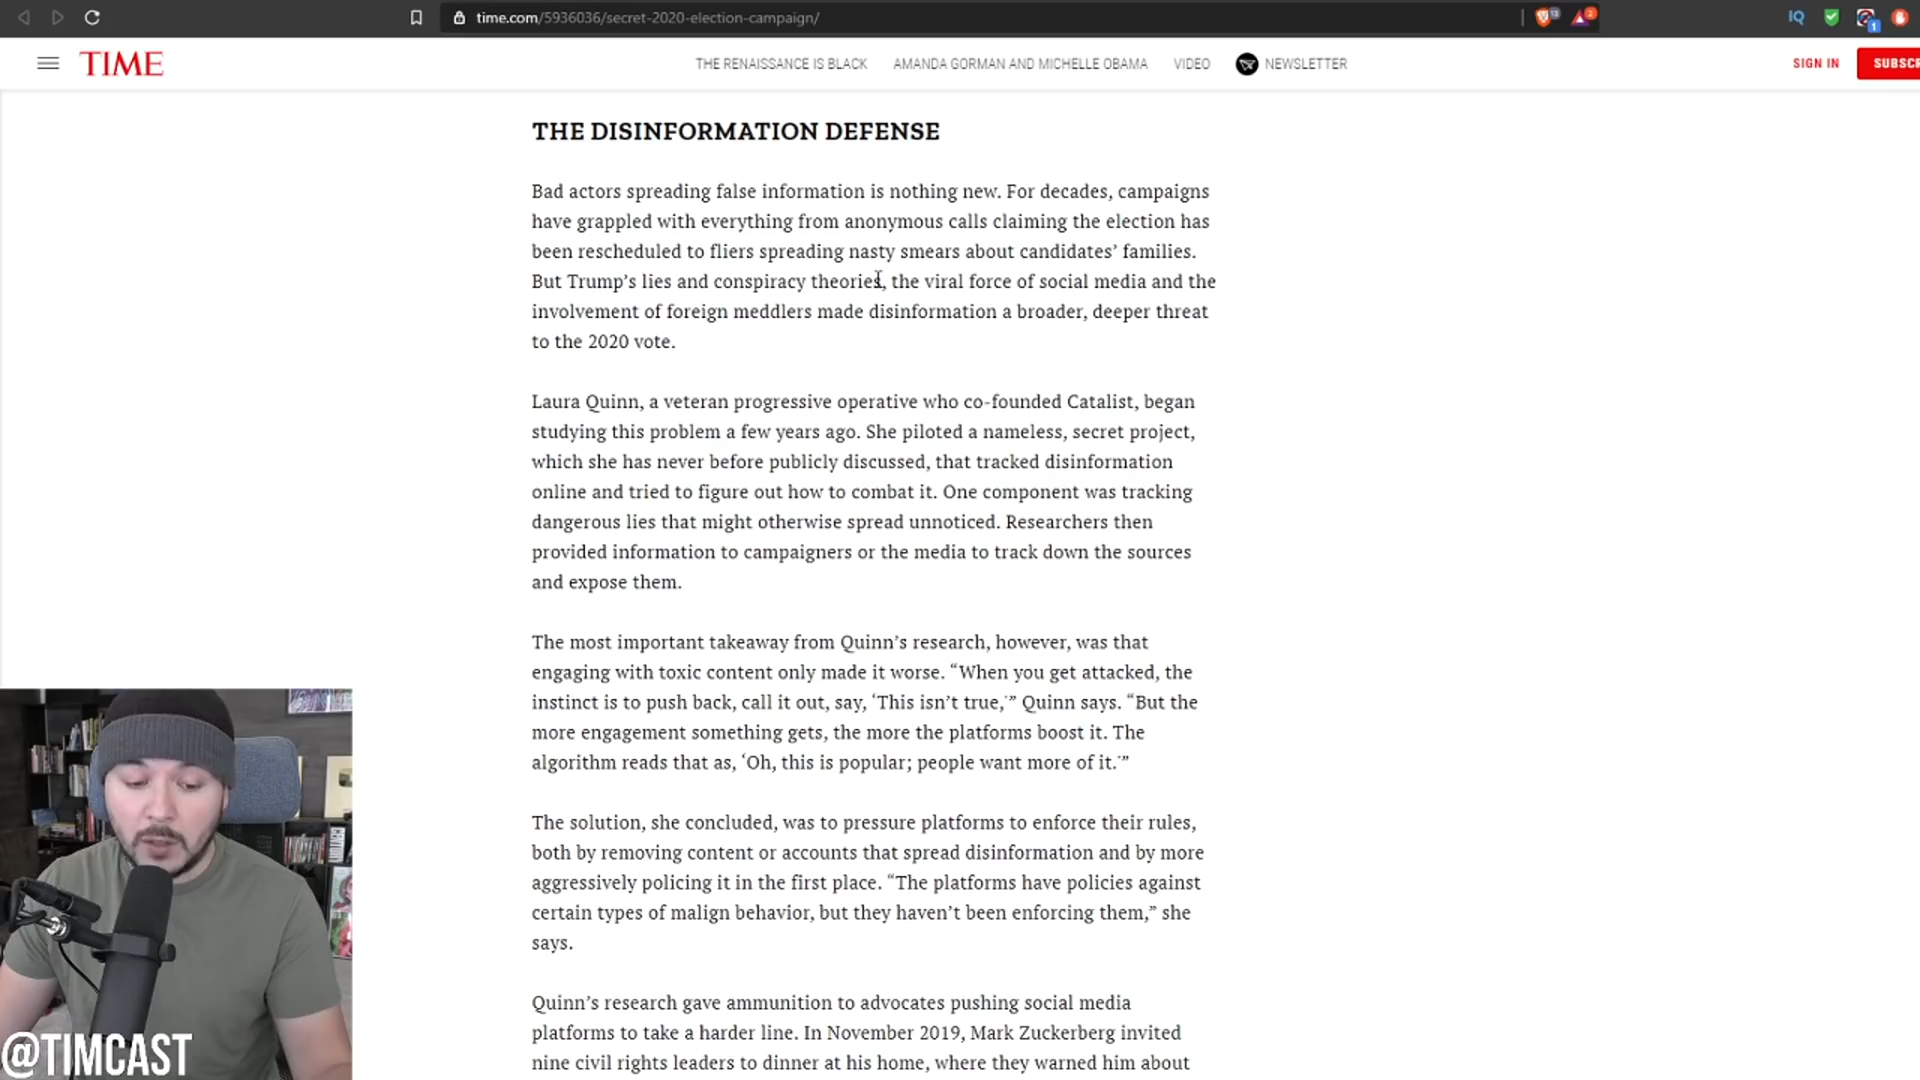 time.com/5936036/secret-2020-election-campaign/
IQ
TIME
THE RENAISSANCE IS BLACK
AMANDA GORMAN AND MICHELLE OBAMA
VIDEO
NEWSLETTER
SIGN IN
SUBSCR
THE DISINFORMATION DEFENSE
Bad actors spreading false information is nothing new. For decades, campaigns
have grappled with everything from anonymous calls claiming the election has
been rescheduled to fliers spreading nasty smears about candidates’ families.
But Trump’s lies and conspiracy theories, the viral force of social media and the
involvement of foreign meddlers made disinformation a broader, deeper threat
to the 2020 vote.
Laura Quinn, a veteran progressive operative who co-founded Catalist, began
studying this problem a few years ago. She piloted a nameless, secret project,
which she has never before publicly discussed, that tracked disinformation
online and tried to figure out how to combat it. One component was tracking
dangerous lies that might otherwise spread unnoticed. Researchers then
provided information to campaigners or the media to track down the sources
and expose them.
The most important takeaway from Quinn’s research, however, was that
engaging with toxic content only made it worse. “When you get attacked, the
instinct is to push back, call it out, say, ‘This isn’t true,’” Quinn says. “But the
more engagement something gets, the more the platforms boost it. The
algorithm reads that as, ‘Oh, this is popular; people want more of it.’”
The solution, she concluded, was to pressure platforms to enforce their rules,
both by removing content or accounts that spread disinformation and by more
aggressively policing it in the first place. “The platforms have policies against
certain types of malign behavior, but they haven’t been enforcing them,” she
says.
Quinn’s research gave ammunition to advocates pushing social media
platforms to take a harder line. In November 2019, Mark Zuckerberg invited
nine civil rights leaders to dinner at his home, where they warned him about
@TIMCAST